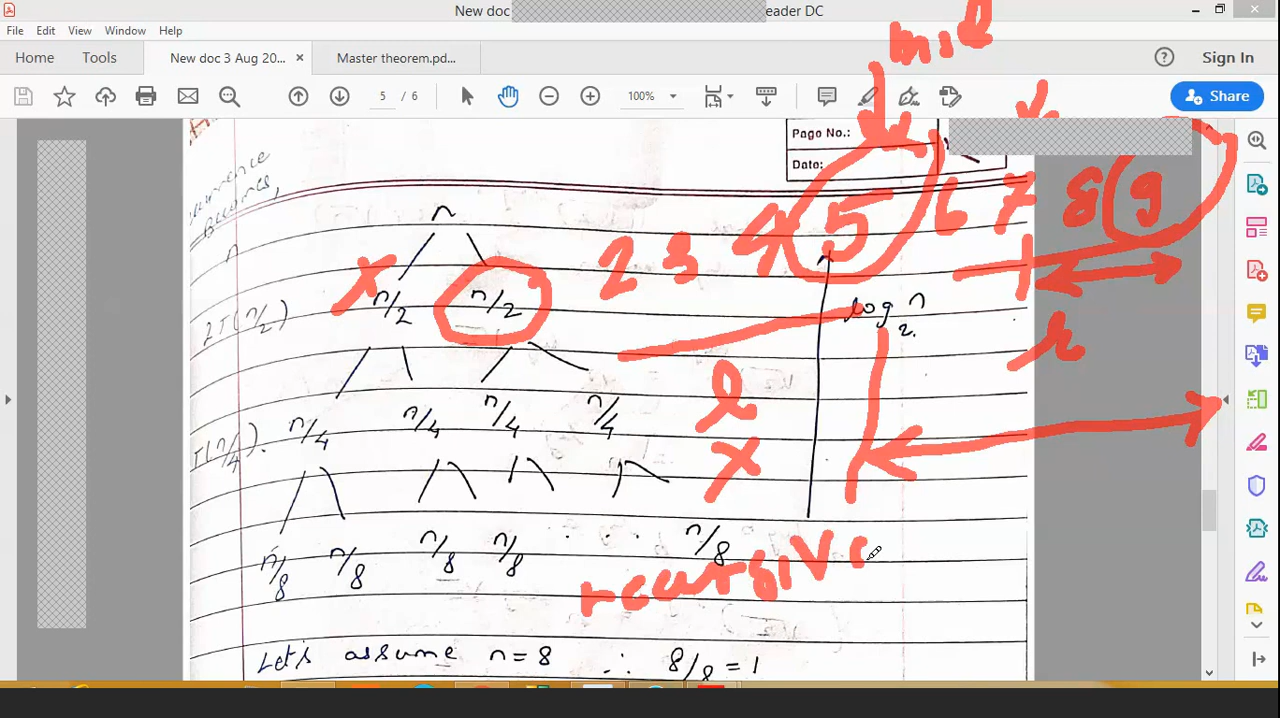 New doc
eader DC
File Edit View Window Help
Home Tools New doc 3 Aug 20... × Master theorem.pd... Sign In
5 / 6 100% Share
mid
Page No.:
Date:
n
2 3 4 5 6 7 8 9
x n/2 n/2 log₂ n
2T(n/2)
r
l
n/4 n/4 n/4 n/4
T(n/4).
x
n/8 n/8 n/8 n/8 . . . n/8
recursive
Let's assume n=8 ∴ 8/8 = 1